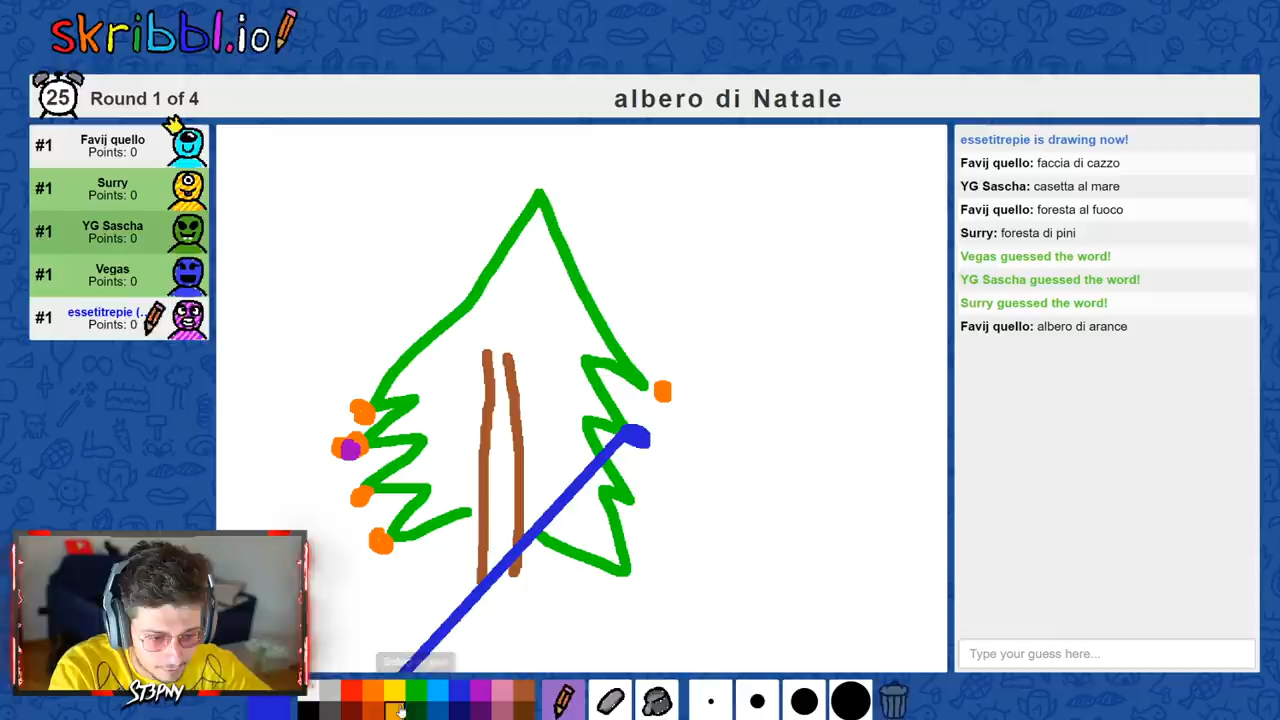 skribbl.io
25
Round 1 of 4
albero di Natale
#1 Favij quello
Points: 0
#1 Surry
Points: 0
#1 YG Sascha
Points: 0
#1 Vegas
Points: 0
#1 essetitrepie (...
Points: 0
essetitrepie is drawing now!
Favij quello: faccia di cazzo
YG Sascha: casetta al mare
Favij quello: foresta al fuoco
Surry: foresta di pini
Vegas guessed the word!
YG Sascha guessed the word!
Surry guessed the word!
Favij quello: albero di arance
Type your guess here...
ST3PNY